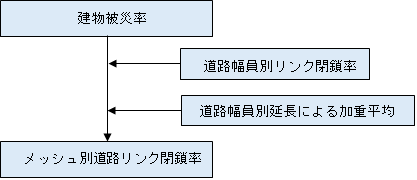 建物被災率
道路幅員別リンク閉鎖率
道路幅員別延長による加重平均
メッシュ別道路リンク閉鎖率